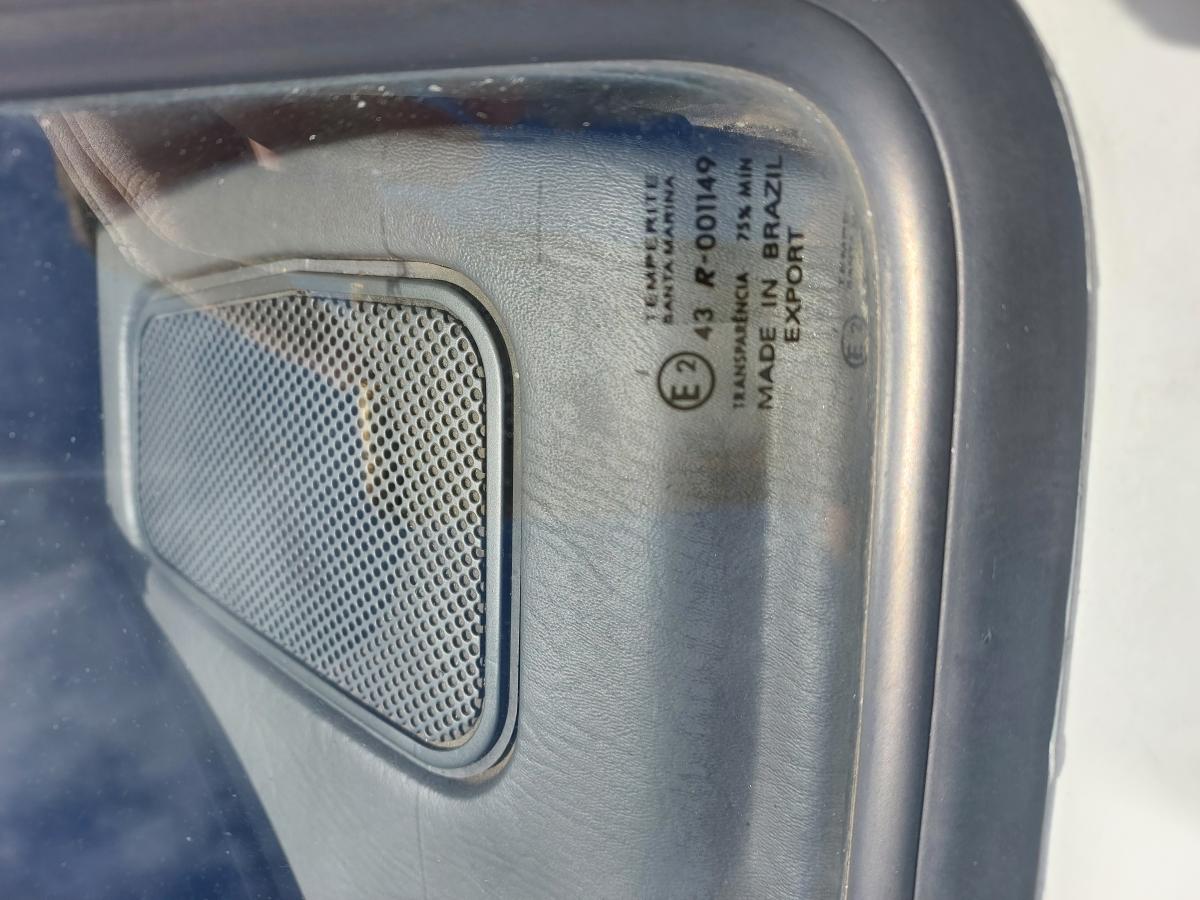 TEMPERITE
SANTA MARINA
E2 43 R-001149
TRANSPARÊNCIA 75% MIN
MADE IN BRAZIL
EXPORT